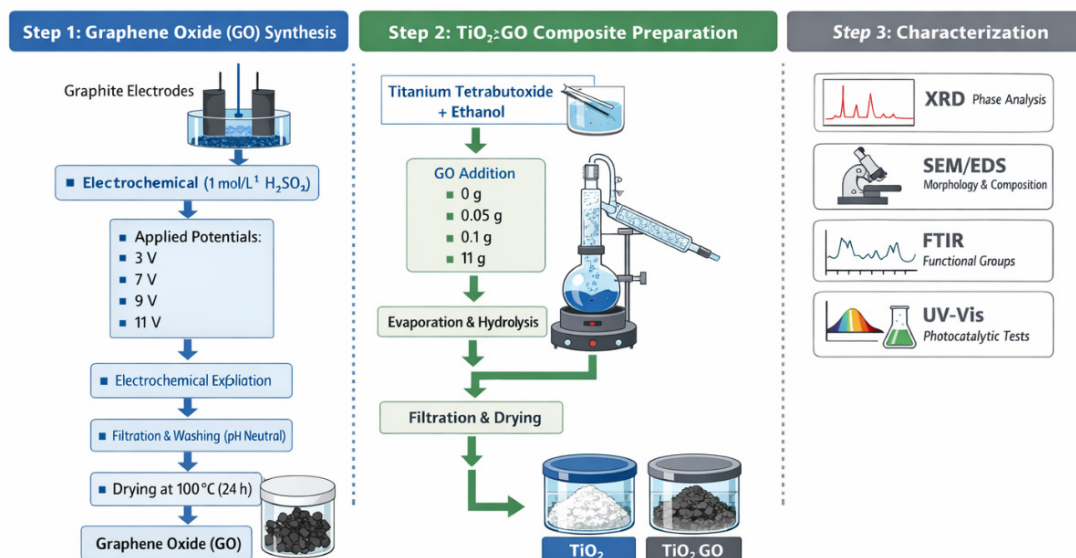 Step 1: Graphene Oxide (GO) Synthesis
Graphite Electrodes
▪ Electrochemical (1 mol/L¹ H₂SO₂)
▪ Applied Potentials:
▪ 3 V
▪ 7 V
▪ 9 V
▪ 11 V
▪ Electrochemical Exfoliation
▪ Filtration & Washing (pH Neutral)
▪ Drying at 100 °C (24 h)
Graphene Oxide (GO)
Step 2: TiO₂:GO Composite Preparation
Titanium Tetrabutoxide
+ Ethanol
GO Addition
▪ 0 g
▪ 0.05 g
▪ 0.1 g
▪ 11 g
Evaporation & Hydrolysis
Filtration & Drying
TiO₂
TiO₂ GO
Step 3: Characterization
XRD Phase Analysis
SEM/EDS
Morphology & Composition
FTIR
Functional Groups
UV-Vis
Photocatalytic Tests